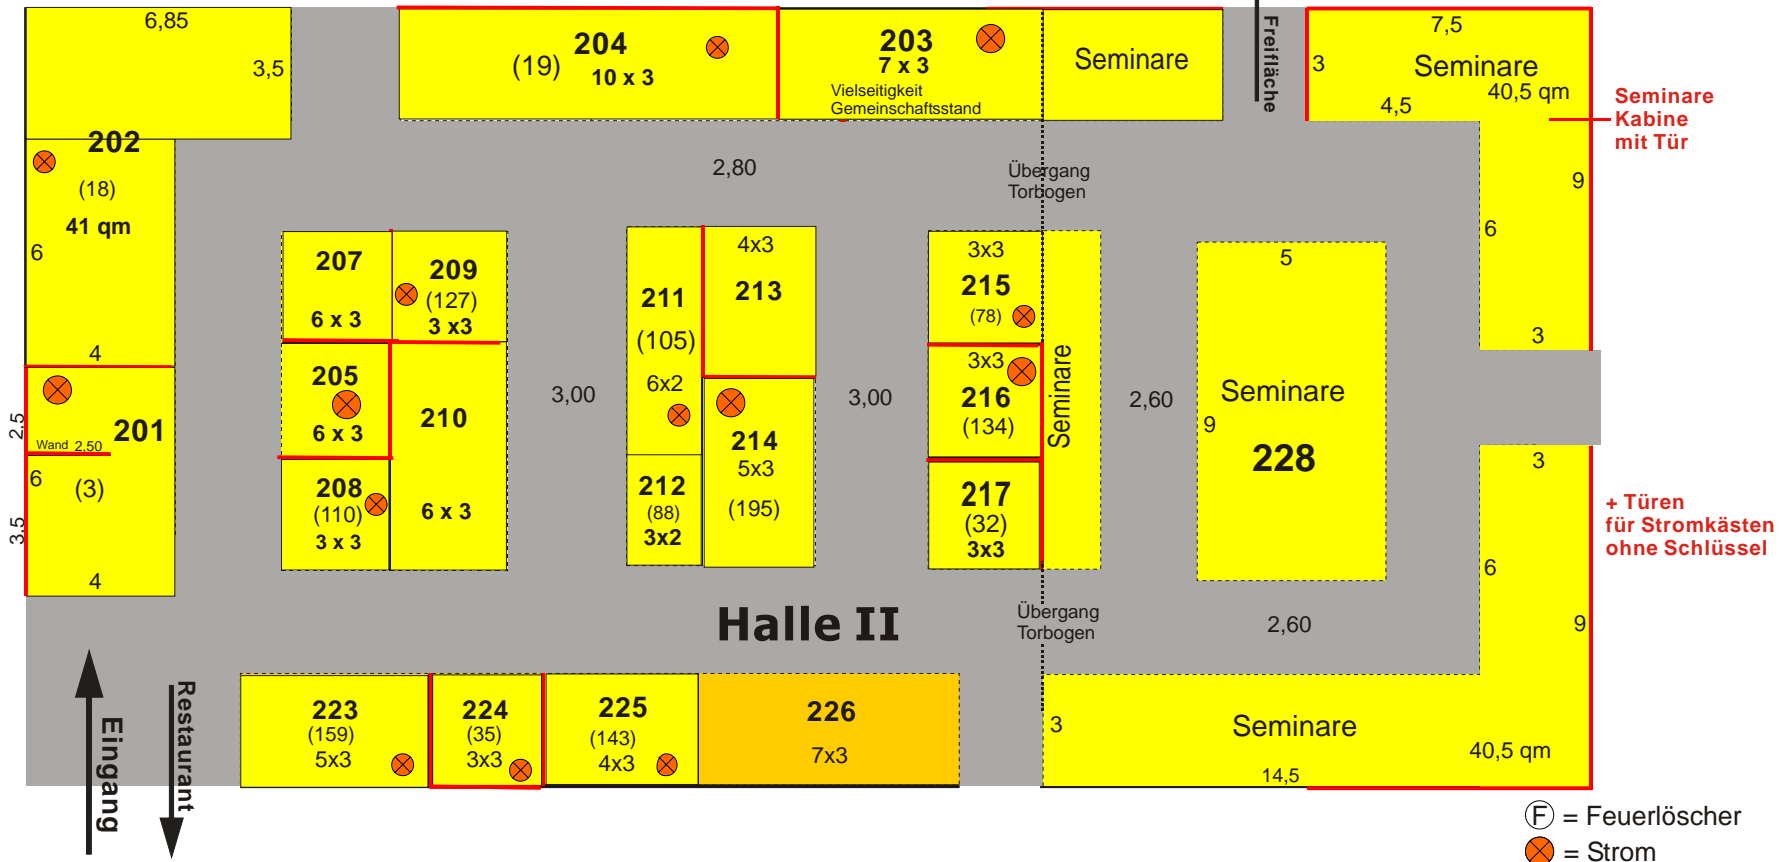 6,85
3,5
204
(19)
10 x 3
203
7 x 3
Vielseitigkeit
Gemeinschaftsstand
Seminare
Freifläche
7,5
3
Seminare
40,5 qm
4,5
Seminare
Kabine
mit Tür
202
(18)
41 qm
6
4
2,80
Übergang
Torbogen
9
6
3
207
6 x 3
209
(127)
3 x3
205
6 x 3
210
6 x 3
208
(110)
3 x 3
3,00
211
(105)
6x2
4x3
213
212
(88)
3x2
214
5x3
(195)
3,00
3x3
215
(78)
3x3
216
(134)
217
(32)
3x3
Seminare
2,60
5
Seminare
9
228
2,5
Wand 2,50
201
6
(3)
3,5
4
3
+ Türen
für Stromkästen
ohne Schlüssel
6
9
Halle II
Übergang
Torbogen
2,60
Eingang
Restaurant
223
(159)
5x3
224
(35)
3x3
225
(143)
4x3
226
7x3
3
Seminare
40,5 qm
14,5
F = Feuerlöscher
= Strom